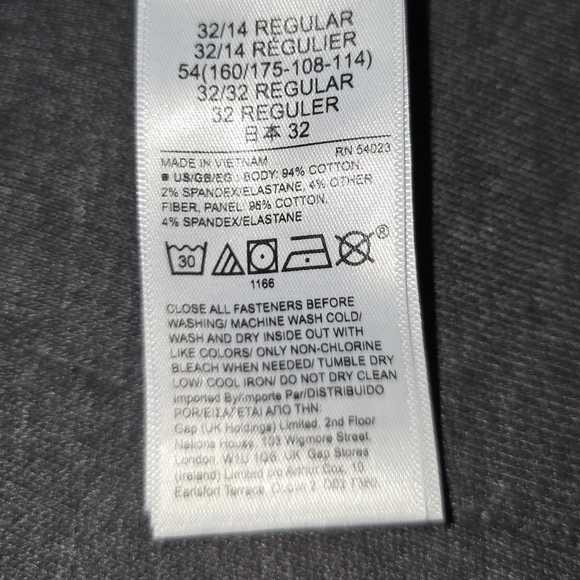 32/14 REGULAR
32/14 RÉGULIER
54(160/175-108-114)
32/32 REGULAR
32 REGULER
日本 32
RN 54023
MADE IN VIETNAM
US/GB/EG : BODY: 94% COTTON.
2% SPANDEX/ELASTANE, 4% OTHER
FIBER, PANEL: 96% COTTON.
4% SPANDEX/ELASTANE
30
®
1166
CLOSE ALL FASTENERS BEFORE
WASHING/ MACHINE WASH COLD/
WASH AND DRY INSIDE OUT WITH
LIKE COLORS/ ONLY NON-CHLORINE
BLEACH WHEN NEEDED/ TUMBLE DRY
LOW/ COOL IRON/ DO NOT DRY CLEAN
Imported By/Importe Par/DISTRIBUIDO
POR/ΕΙΣΑΓΕΤΑΙ ΑΠΟ ΤΗΝ:
Gap (UK Holdings) Limited, 2nd Floor
Nations House, 103 Wigmore Street,
London, W1U 1QS, UK. Gap Stores
(Ireland) Limited Arthur Cox, 10
Earlsfort Terrace, Dublin 2, D02 T380.